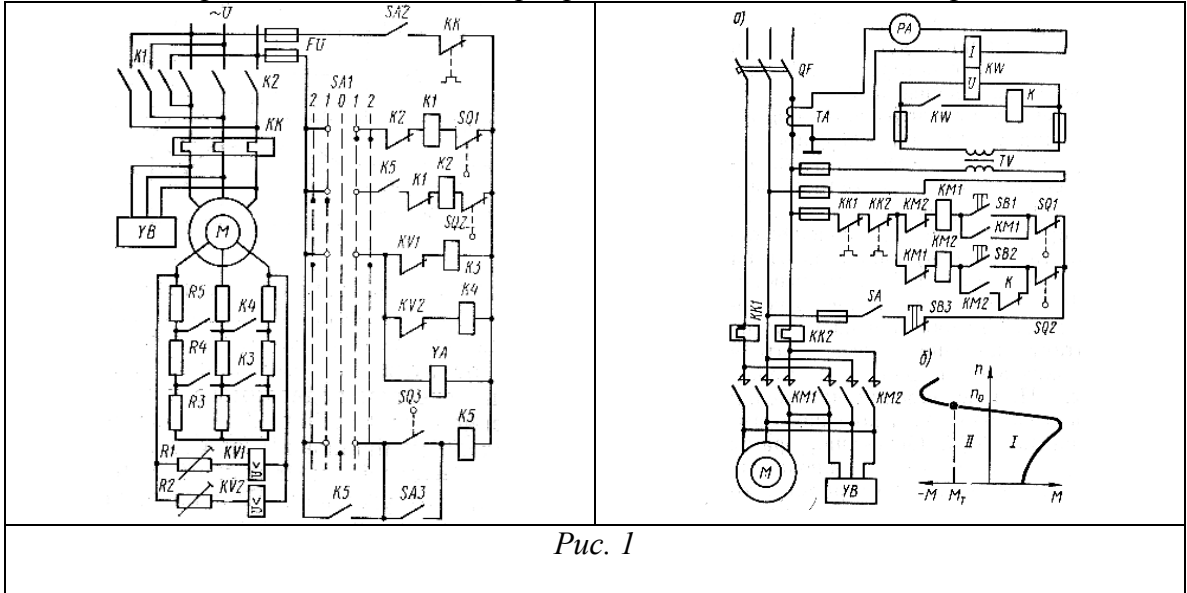 ~U
SA2
KK
FU
K1
K2
SA1
2 1 0 1 2
K2
K1
SQ1
KK
K5
K1
K2
SQ2
YB
M
KV1
K3
R5
K4
KV2
K4
R4
K3
YA
R3
SQ3
K5
R1
KV1
U<
R2
KV2
U<
K5
SA3
а)
PA
I
KW
U
QF
K
KW
TA
TV
KM1
KK1
KK2
KM2
SB1
SQ1
KM1
KM2
KM1
SB2
K
KM2
SQ2
SA
SB3
KK1
KK2
KM1
KM2
M
YB
б)
n
n₀
II
I
-M
Mт
M
Рис. 1